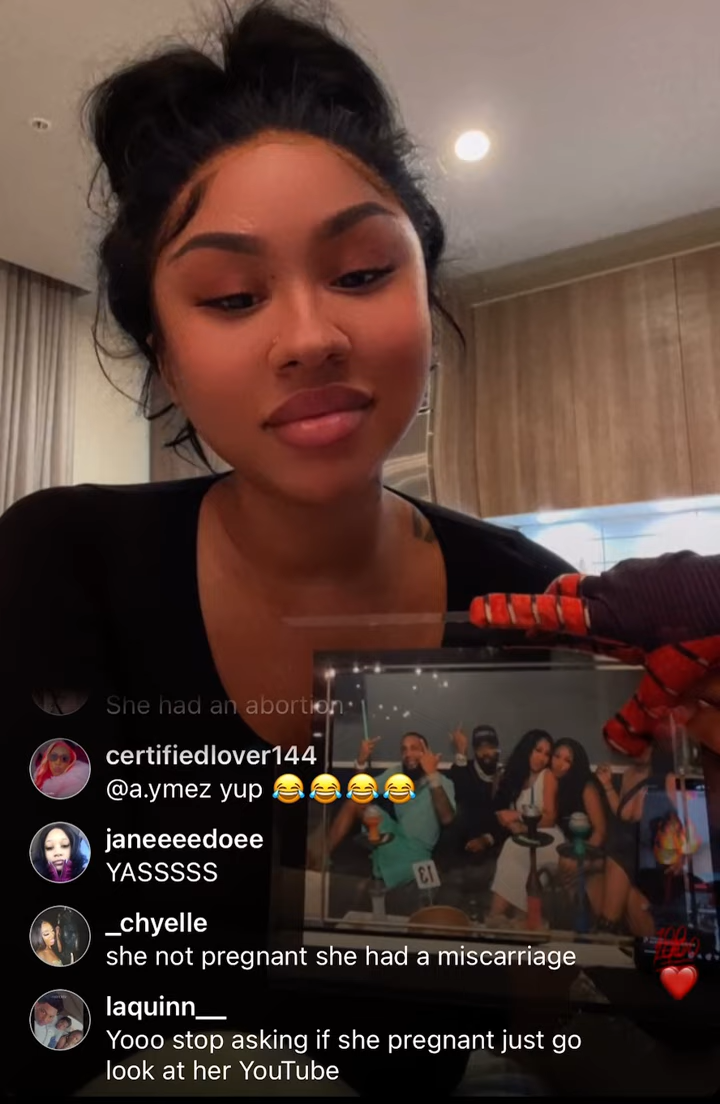 She had an abortion
certifiedlover144
@a.ymez yup 😂😂😂😂
janeeeedoee
YASSSSS
_chyelle
she not pregnant she had a miscarriage
laquinn__
Yooo stop asking if she pregnant just go
look at her YouTube
13
💯